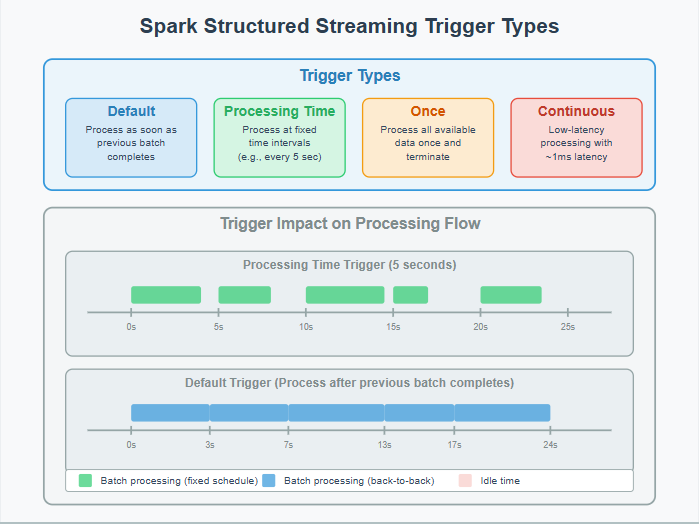 Spark Structured Streaming Trigger Types
Trigger Types
Default
Process as soon as
previous batch
completes
Processing Time
Process at fixed
time intervals
(e.g., every 5 sec)
Once
Process all available
data once and
terminate
Continuous
Low-latency
processing with
~1ms latency
Trigger Impact on Processing Flow
Processing Time Trigger (5 seconds)
0s 5s 10s 15s 20s 25s
Default Trigger (Process after previous batch completes)
0s 3s 7s 13s 17s 24s
Batch processing (fixed schedule) Batch processing (back-to-back) Idle time